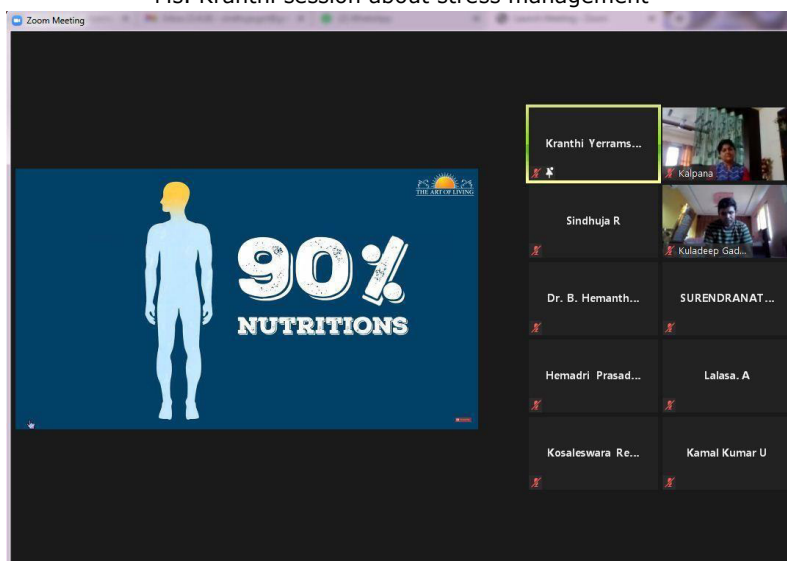 Ms. Kranthi session about stress management
Zoom Meeting
THE ART OF LIVING
90%
NUTRITIONS
Kranthi Yerrams...
Kalpana
Sindhuja R
Kuladeep Gad...
Dr. B. Hemanth...
SURENDRANAT...
Hemadri Prasad...
Lalasa. A
Kosaleswara Re...
Kamal Kumar U